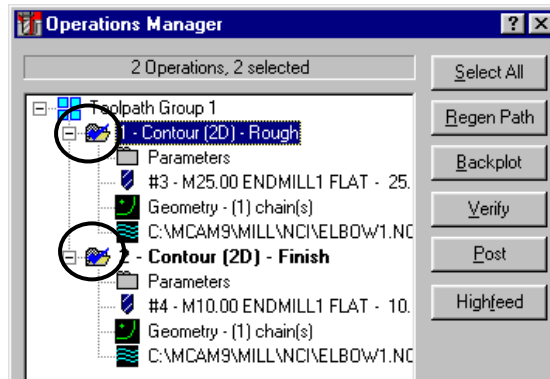 Operations Manager
2 Operations, 2 selected
Toolpath Group 1
1 - Contour (2D) - Rough
Parameters
#3 - M25.00 ENDMILL1 FLAT - 25.
Geometry - (1) chain(s)
C:\MCAM9\MILL\NCI\ELBOW1.NC
2 - Contour (2D) - Finish
Parameters
#4 - M10.00 ENDMILL1 FLAT - 10.
Geometry - (1) chain(s)
C:\MCAM9\MILL\NCI\ELBOW1.NC
Select All
Regen Path
Backplot
Verify
Post
Highfeed